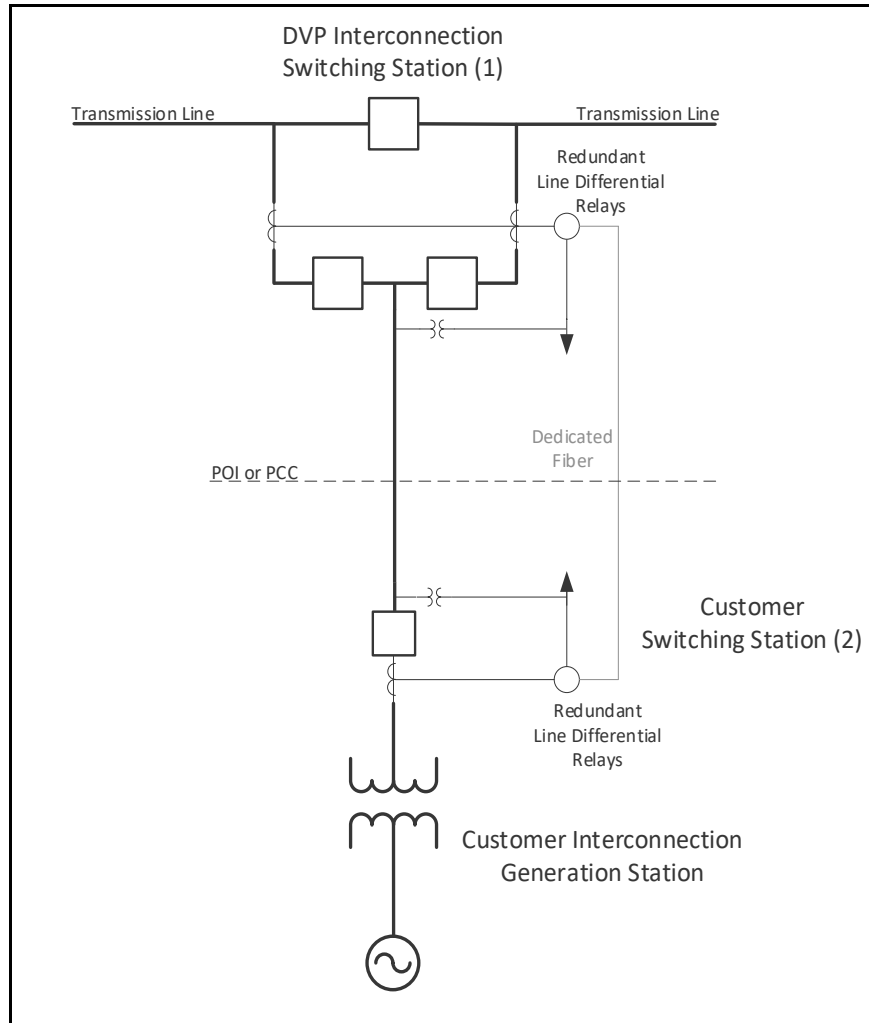 DVP Interconnection
Switching Station (1)
Transmission Line
Transmission Line
Redundant
Line Differential
Relays
Dedicated
Fiber
POI or PCC
Customer
Switching Station (2)
Redundant
Line Differential
Relays
Customer Interconnection
Generation Station